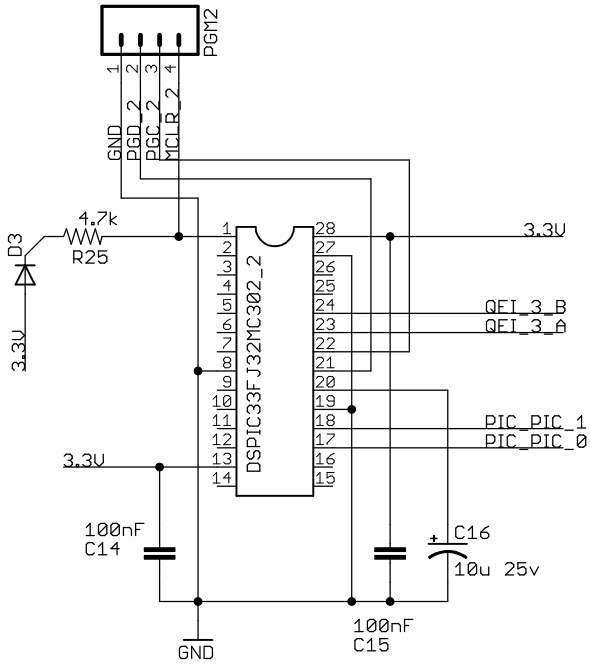 PGM2
1 2 3 4
GND
PGD_2
PGC_2
MCLR_2
4.7k
R25
D3
3.3V
DSPIC33FJ32MC302_2
1
2
3
4
5
6
7
8
9
10
11
12
13
14
28
27
26
25
24
23
22
21
20
19
18
17
16
15
3.3V
QEI_3_B
QEI_3_A
PIC_PIC_1
PIC_PIC_0
3.3V
100nF
C14
+
C16
10u 25v
100nF
C15
GND